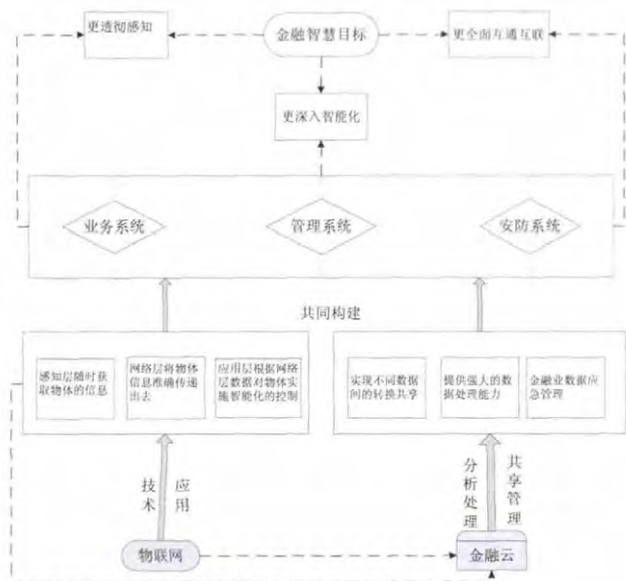 更透彻感知
金融智慧目标
更全面互通互联
更深入智能化
业务系统
管理系统
安防系统
共同构建
感知层随时获
取物体的信息
网络层将物体
信息准确传递
出去
应用层根据网络
层数据对物体实
施智能化的控制
实现不同数据
间的转换共享
提供强大的数
据处理能力
金融业数据应
急管理
技术
应用
分析处理
共享管理
物联网
金融云